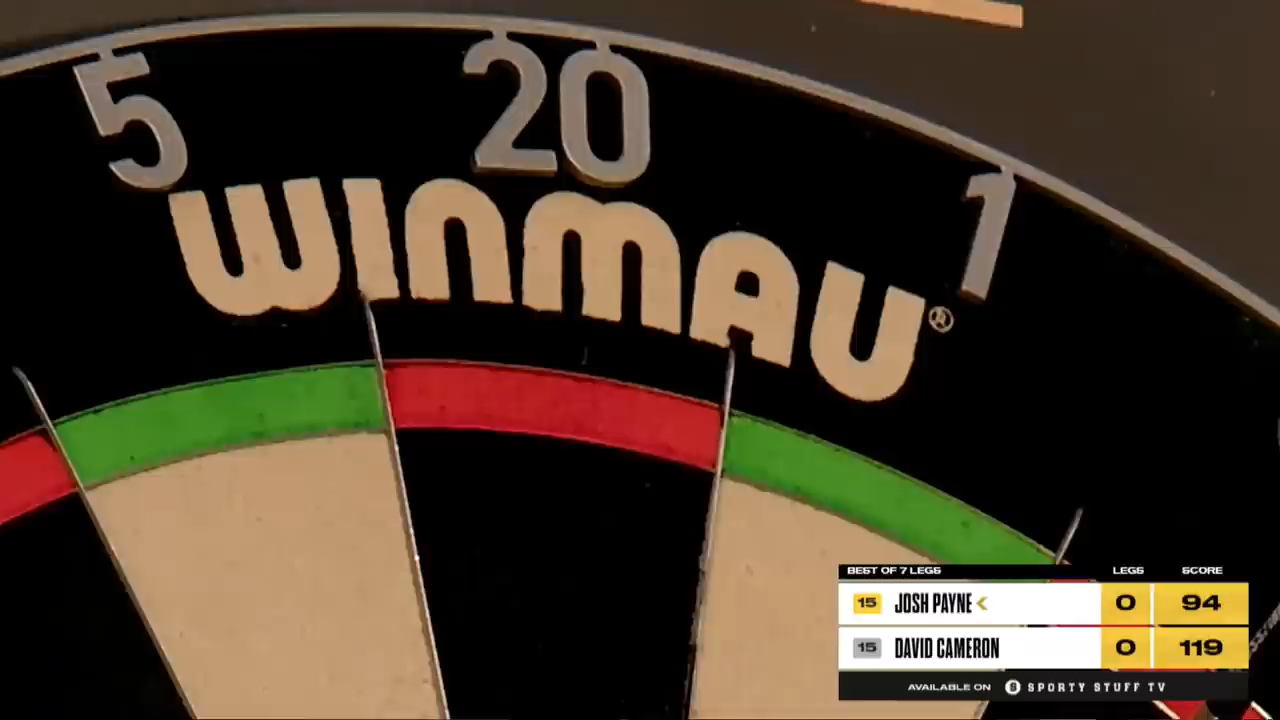 5 20 1
WINMAU®
BEST OF 7 LEGS LEGS SCORE
15 JOSH PAYNE 0 94
15 DAVID CAMERON 0 119
AVAILABLE ON S SPORTY STUFF TV